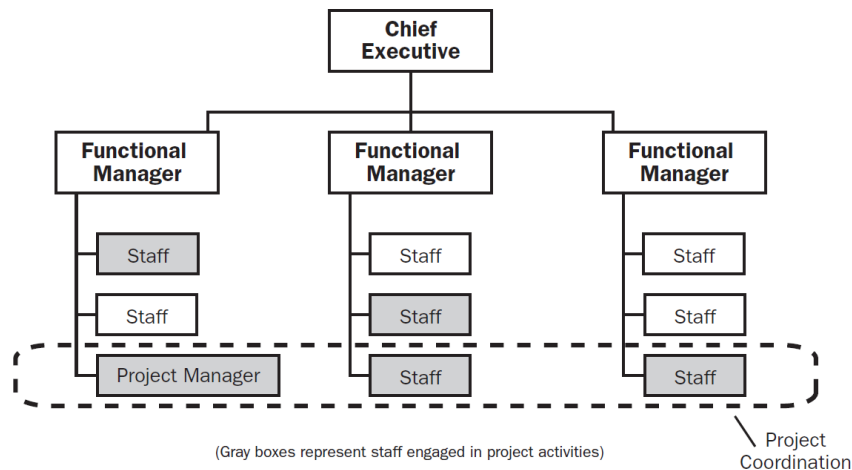 Chief
Executive
Functional
Manager
Functional
Manager
Functional
Manager
Staff
Staff
Staff
Staff
Staff
Staff
Project Manager
Staff
Staff
(Gray boxes represent staff engaged in project activities)
Project
Coordination